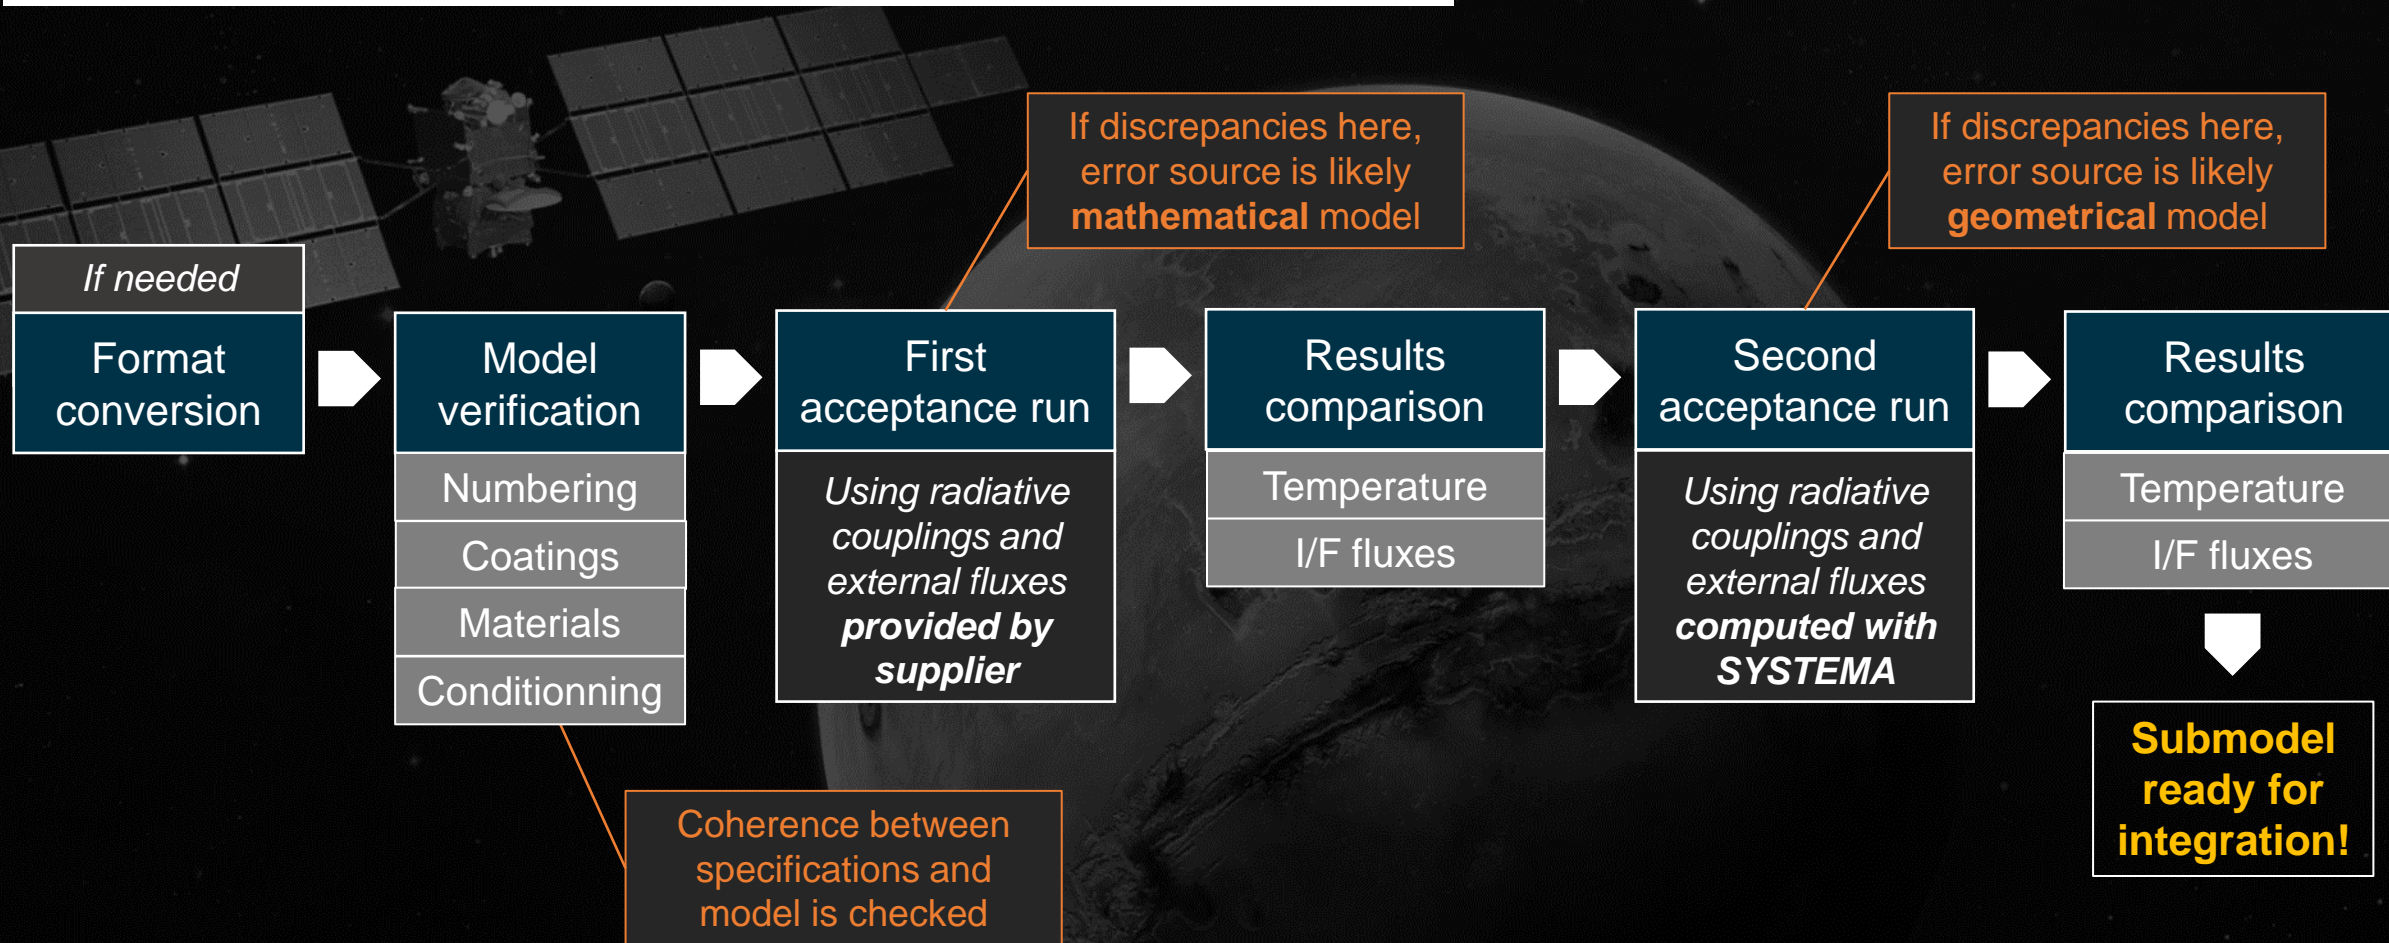 If needed
Format
conversion
Model
verification
Numbering
Coatings
Materials
Conditionning
Coherence between
specifications and
model is checked
If discrepancies here,
error source is likely
mathematical model
First
acceptance run
Using radiative
couplings and
external fluxes
provided by
supplier
Results
comparison
Temperature
I/F fluxes
If discrepancies here,
error source is likely
geometrical model
Second
acceptance run
Using radiative
couplings and
external fluxes
computed with
SYSTEMA
Results
comparison
Temperature
I/F fluxes
Submodel
ready for
integration!